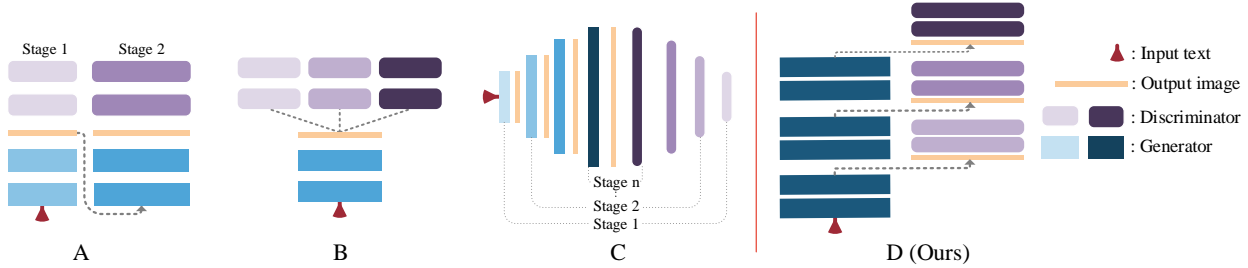 Stage 1
Stage 2
Stage n
Stage 2
Stage 1
: Input text
: Output image
: Discriminator
: Generator
A
B
C
D (Ours)